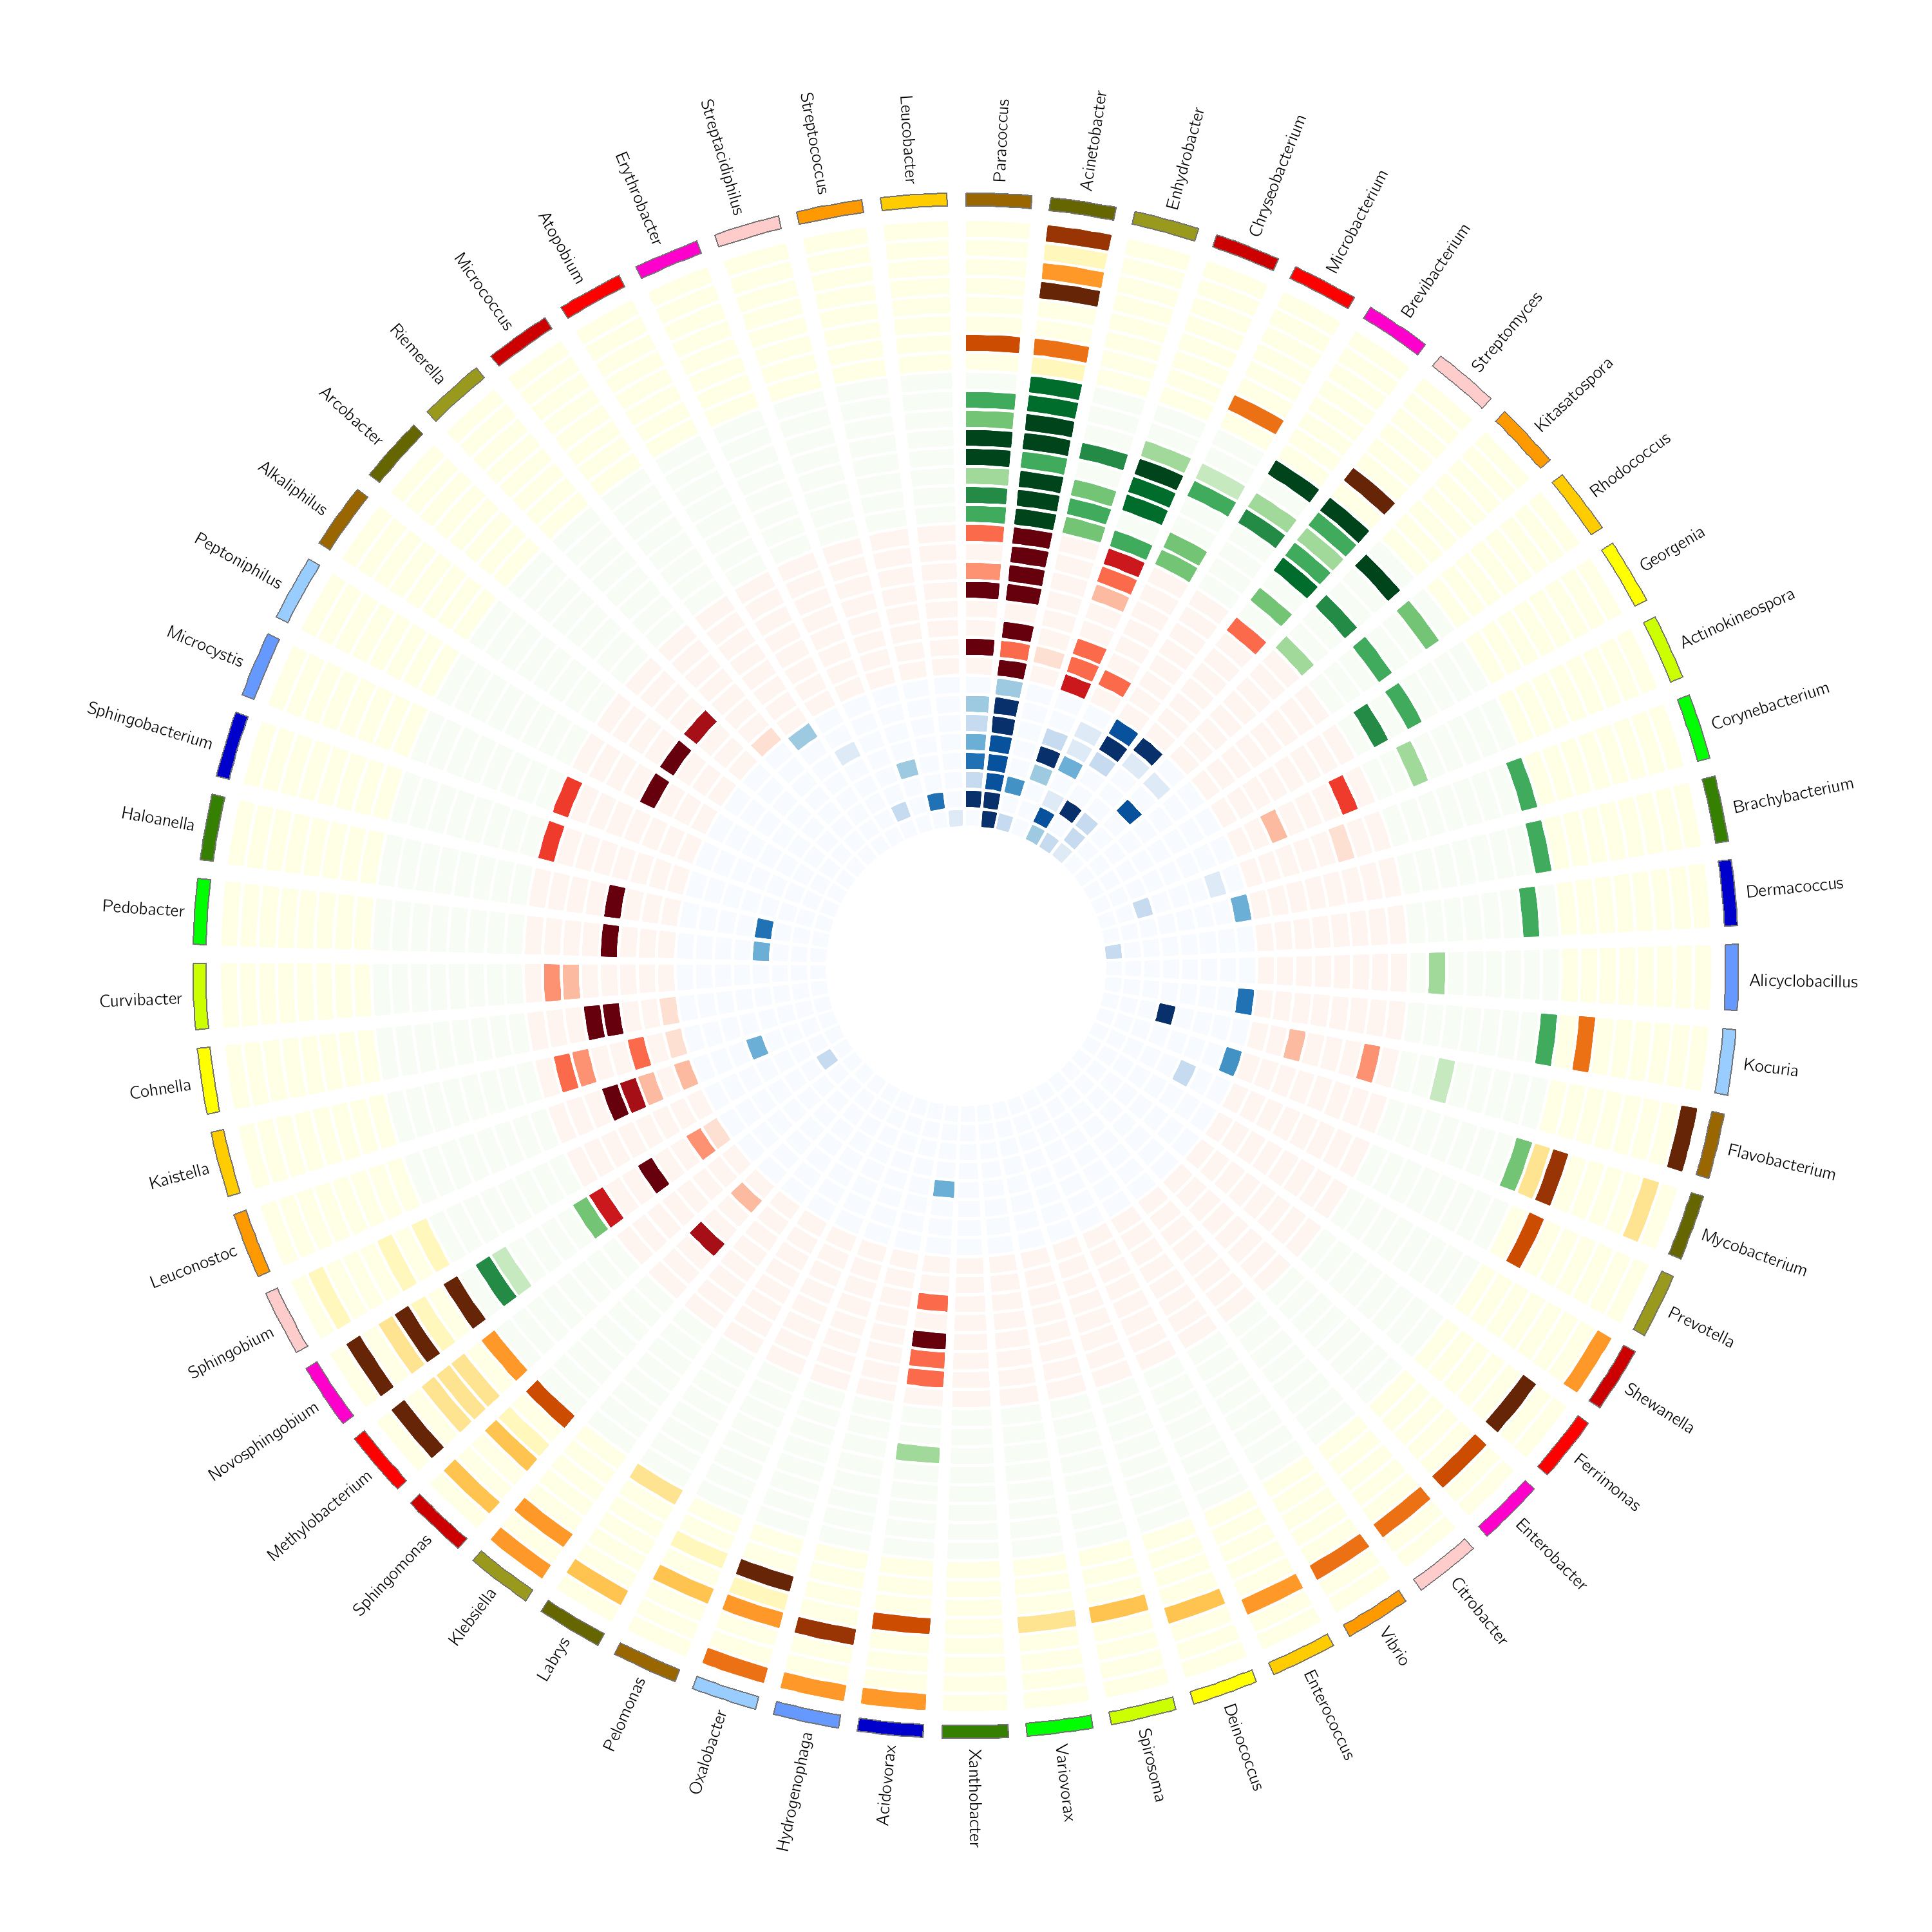 Paracoccus
Acinetobacter
Enhydrobacter
Chryseobacterium
Microbacterium
Brevibacterium
Streptomyces
Kitasatospora
Rhodococcus
Georgenia
Actinokineospora
Corynebacterium
Brachybacterium
Dermacoccus
Alicyclobacillus
Kocuria
Flavobacterium
Mycobacterium
Prevotella
Shewanella
Ferrimonas
Enterobacter
Citrobacter
Vibrio
Enterococcus
Deinococcus
Spirosoma
Variovorax
Xanthobacter
Acidovorax
Hydrogenophaga
Oxalobacter
Pelomonas
Labrys
Klebsiella
Sphingomonas
Methylobacterium
Novosphingobium
Sphingobium
Leuconostoc
Kaistella
Cohnella
Curvibacter
Pedobacter
Haloanella
Sphingobacterium
Microcystis
Peptoniphilus
Alkaliphilus
Arcobacter
Riemerella
Micrococcus
Atopobium
Erythrobacter
Streptacidiphilus
Streptococcus
Leucobacter